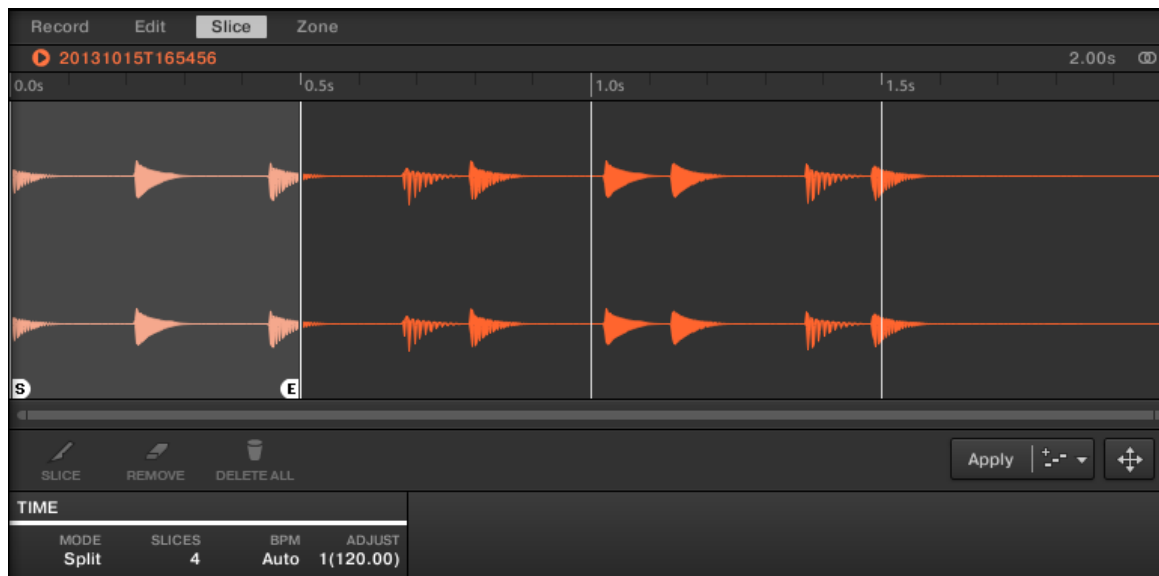 Record Edit Slice Zone
20131015T165456 2.00s
0.0s 0.5s 1.0s 1.5s
S E
SLICE REMOVE DELETE ALL Apply
TIME
MODE SLICES BPM ADJUST
Split 4 Auto 1(120.00)